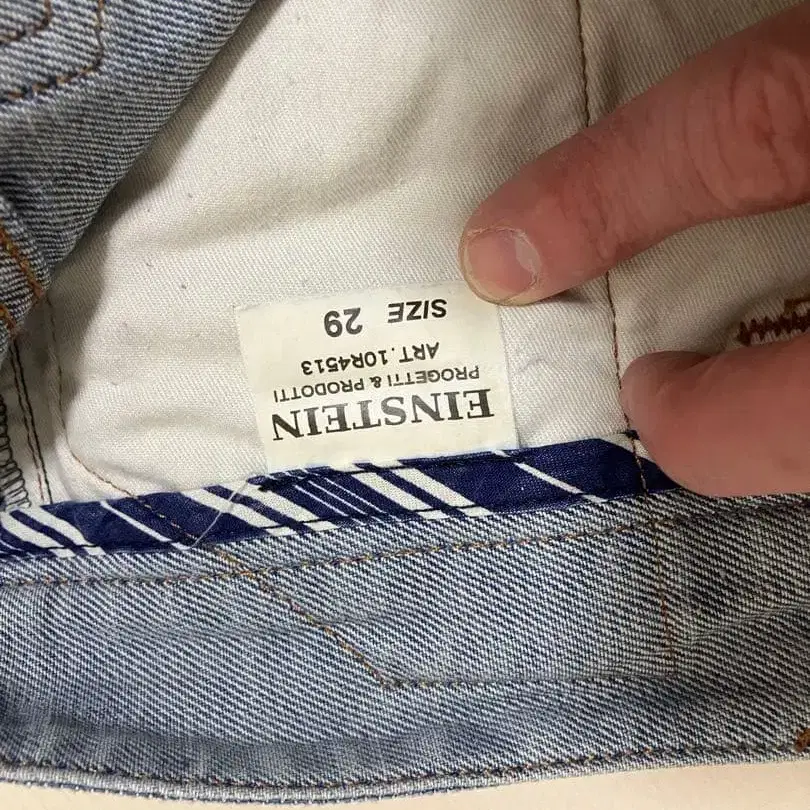 EINSTEIN
PROGETTI & PRODOTTI
ART. 10R4513
SIZE 29